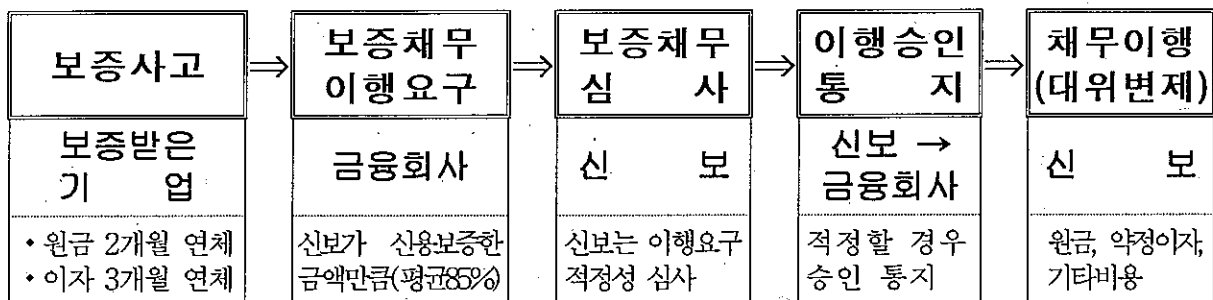 보증사고
⇒
보증채무
이행요구
⇒
보증채무
심 사
⇒
이행승인
통 지
⇒
채무이행
(대위변제)
보증받은
기 업
금융회사
신 보
신보 →
금융회사
신 보
• 원금 2개월 연체
• 이자 3개월 연체
신보가 신용보증한
금액만큼(평균85%)
신보는 이행요구
적정성 심사
적정할 경우
승인 통지
원금, 약정이자,
기타비용